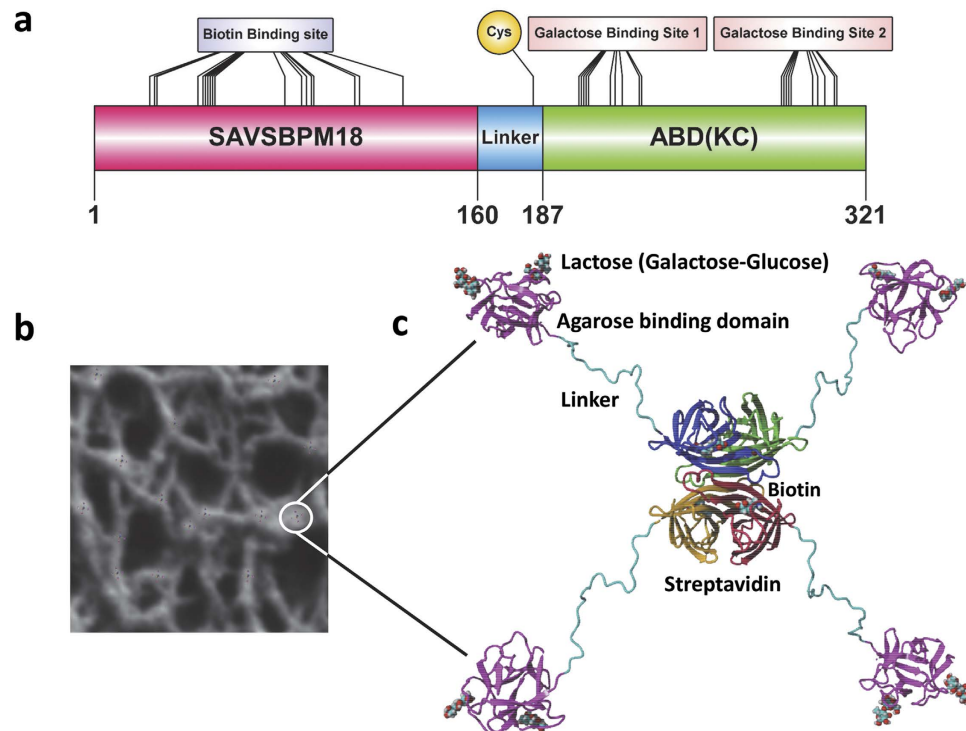 a
Biotin Binding site
Cys
Galactose Binding Site 1
Galactose Binding Site 2
SAVSBPM18
Linker
ABD(KC)
1
160
187
321
b
c
Lactose (Galactose-Glucose)
Agarose binding domain
Linker
Biotin
Streptavidin